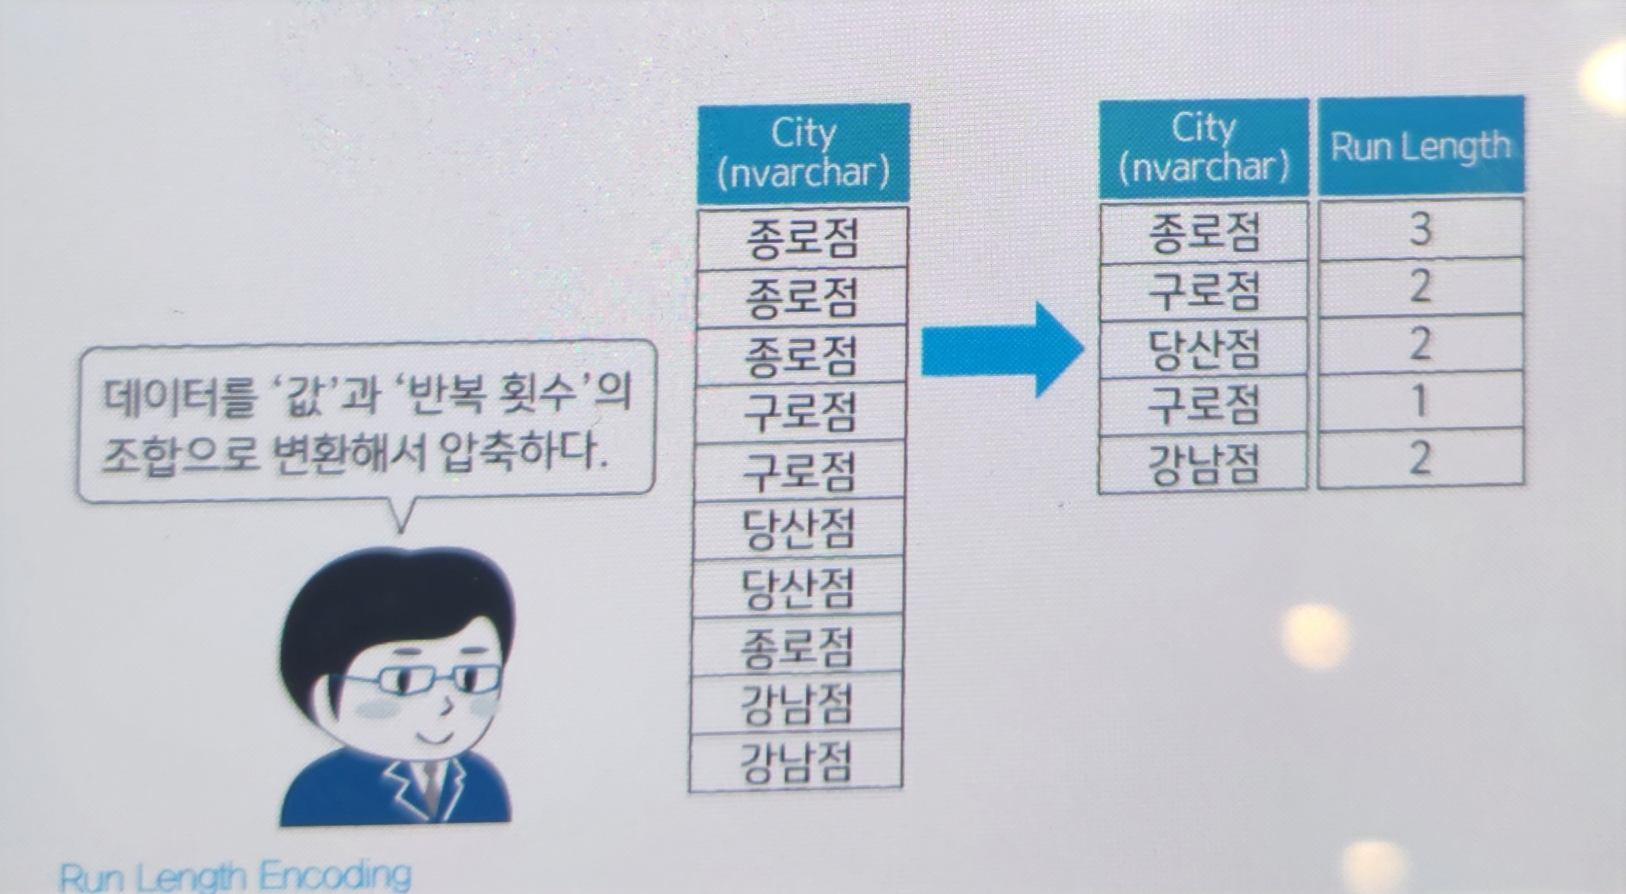 데이터를 ‘값’과 ‘반복 횟수’의
조합으로 변환해서 압축하다.
City
(nvarchar)
종로점
종로점
종로점
구로점
구로점
당산점
당산점
종로점
강남점
강남점
City
(nvarchar)
Run Length
종로점 3
구로점 2
당산점 2
구로점 1
강남점 2
Run Length Encoding